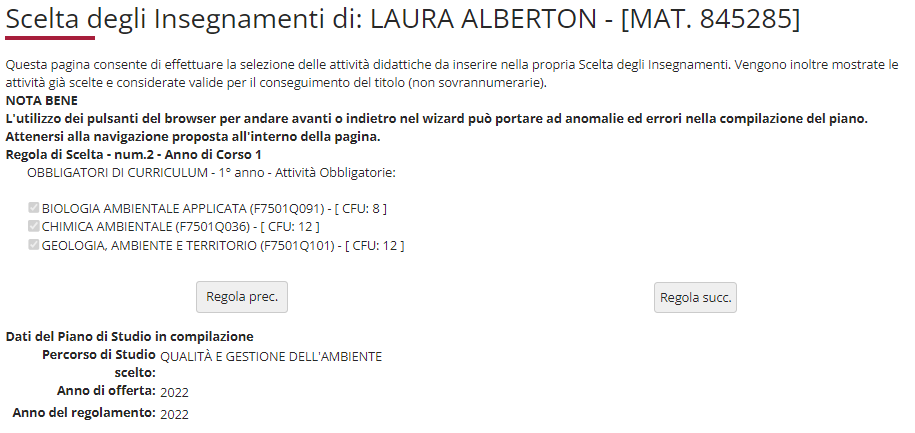 Scelta degli Insegnamenti di: LAURA ALBERTON - [MAT. 845285]
Questa pagina consente di effettuare la selezione delle attività didattiche da inserire nella propria Scelta degli Insegnamenti. Vengono inoltre mostrate le
attività già scelte e considerate valide per il conseguimento del titolo (non sovrannumerarie).
NOTA BENE
L'utilizzo dei pulsanti del browser per andare avanti o indietro nel wizard può portare ad anomalie ed errori nella compilazione del piano.
Attenersi alla navigazione proposta all'interno della pagina.
Regola di Scelta - num.2 - Anno di Corso 1
OBBLIGATORI DI CURRICULUM - 1° anno - Attività Obbligatorie:
BIOLOGIA AMBIENTALE APPLICATA (F7501Q091) - [ CFU: 8 ]
CHIMICA AMBIENTALE (F7501Q036) - [ CFU: 12 ]
GEOLOGIA, AMBIENTE E TERRITORIO (F7501Q101) - [ CFU: 12 ]
Regola prec. Regola succ.
Dati del Piano di Studio in compilazione
Percorso di Studio scelto: QUALITÀ E GESTIONE DELL'AMBIENTE
Anno di offerta: 2022
Anno del regolamento: 2022